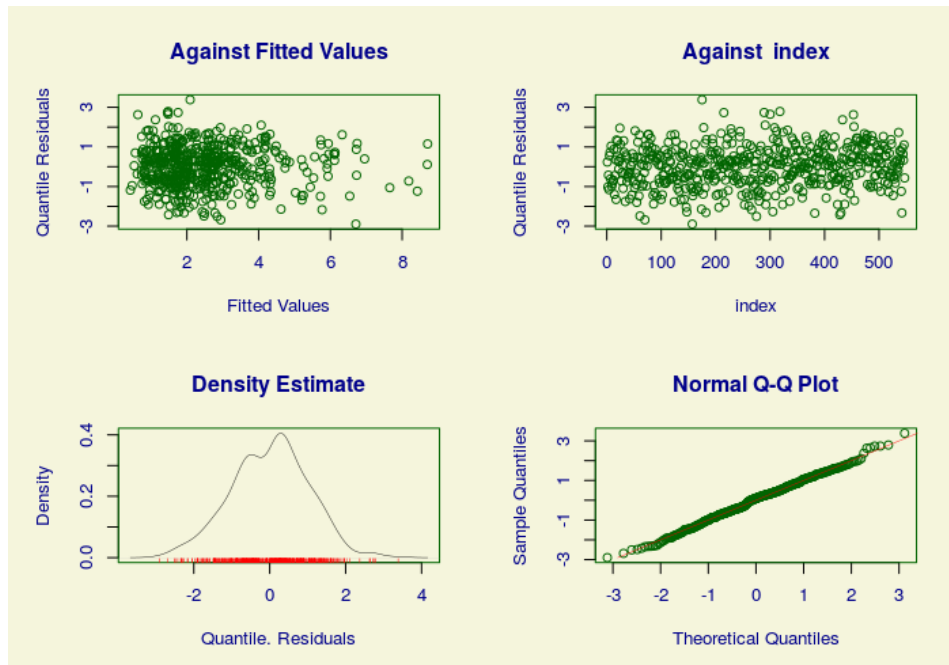 Against Fitted Values
Quantile Residuals
-3 -1 1 3
2 4 6 8
Fitted Values
Against index
Quantile Residuals
-3 -1 1 3
0 100 200 300 400 500
index
Density Estimate
Density
0.0 0.2 0.4
-2 0 2 4
Quantile. Residuals
Normal Q-Q Plot
Sample Quantiles
-3 -1 1 3
-3 -2 -1 0 1 2 3
Theoretical Quantiles